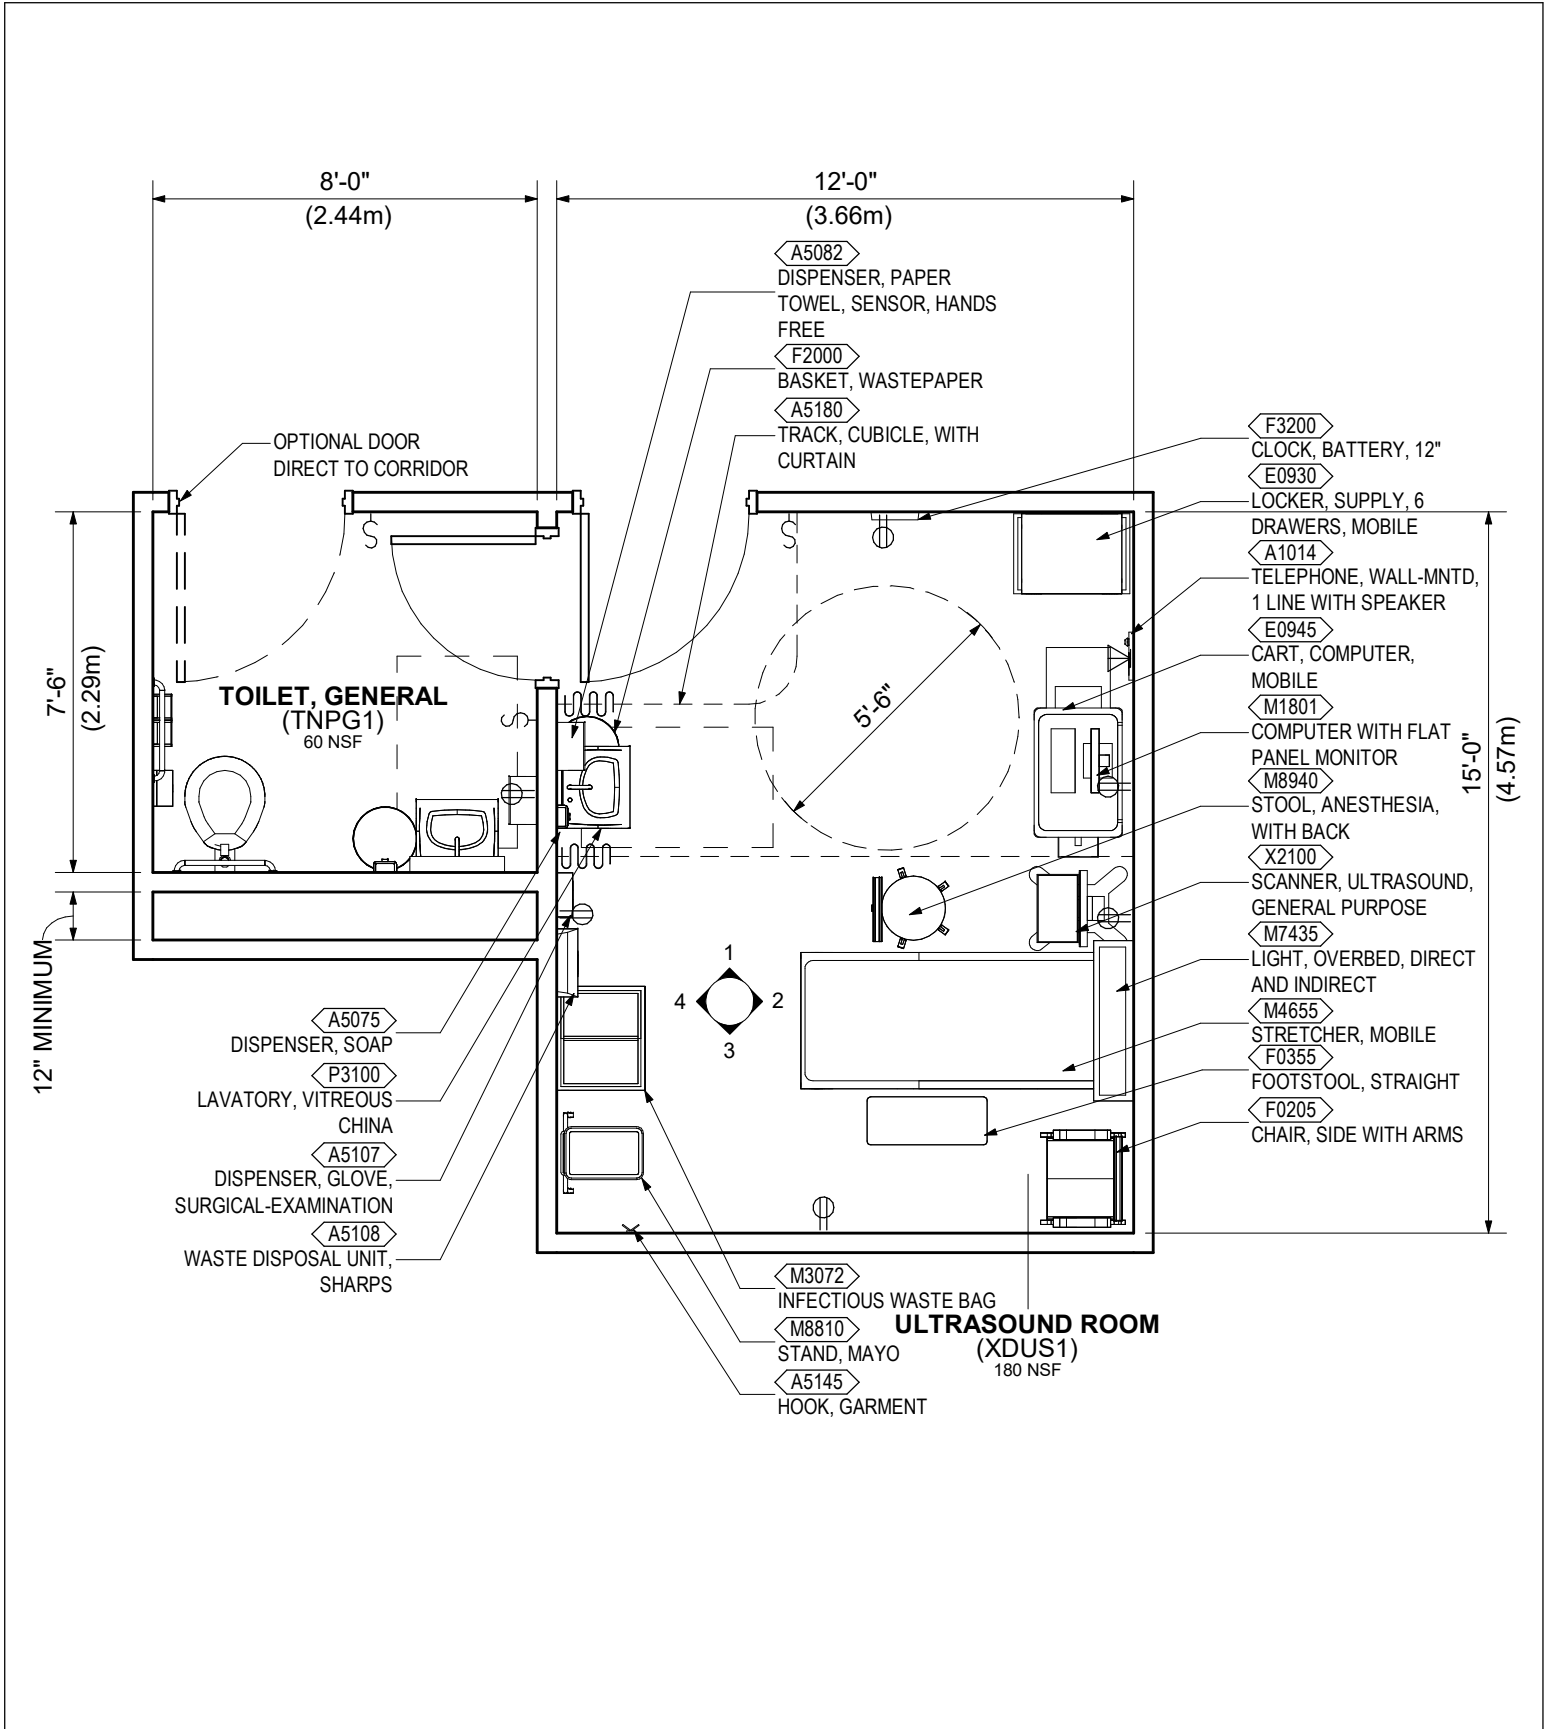 8'-0"
(2.44m)
12'-0"
(3.66m)
A5082
DISPENSER, PAPER
TOWEL, SENSOR, HANDS
FREE
F2000
BASKET, WASTEPAPER
A5180
TRACK, CUBICLE, WITH
CURTAIN
OPTIONAL DOOR
DIRECT TO CORRIDOR
F3200
CLOCK, BATTERY, 12"
E0930
LOCKER, SUPPLY, 6
DRAWERS, MOBILE
A1014
TELEPHONE, WALL-MNTD,
1 LINE WITH SPEAKER
E0945
CART, COMPUTER,
MOBILE
M1801
COMPUTER WITH FLAT
PANEL MONITOR
M8940
STOOL, ANESTHESIA,
WITH BACK
X2100
SCANNER, ULTRASOUND,
GENERAL PURPOSE
M7435
LIGHT, OVERBED, DIRECT
AND INDIRECT
M4655
STRETCHER, MOBILE
F0355
FOOTSTOOL, STRAIGHT
F0205
CHAIR, SIDE WITH ARMS
15'-0"
(4.57m)
7'-6"
(2.29m)
TOILET, GENERAL
(TNPG1)
60 NSF
S
S
S
5'-6"
12" MINIMUM
1
4
2
3
A5075
DISPENSER, SOAP
P3100
LAVATORY, VITREOUS
CHINA
A5107
DISPENSER, GLOVE,
SURGICAL-EXAMINATION
A5108
WASTE DISPOSAL UNIT,
SHARPS
M3072
INFECTIOUS WASTE BAG
M8810
STAND, MAYO
A5145
HOOK, GARMENT
ULTRASOUND ROOM
(XDUS1)
180 NSF